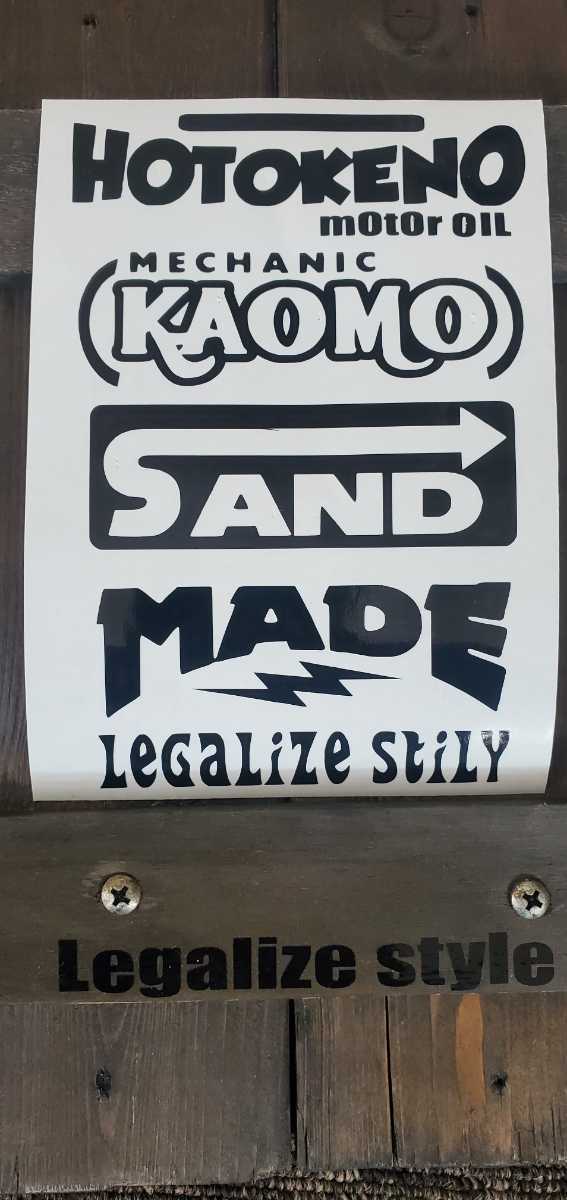 HOTOKENO
mOtOr OIL
MECHANIC
(KAOMO)
SAND
MADE
LeGaLiZe StiLY
Legalize style